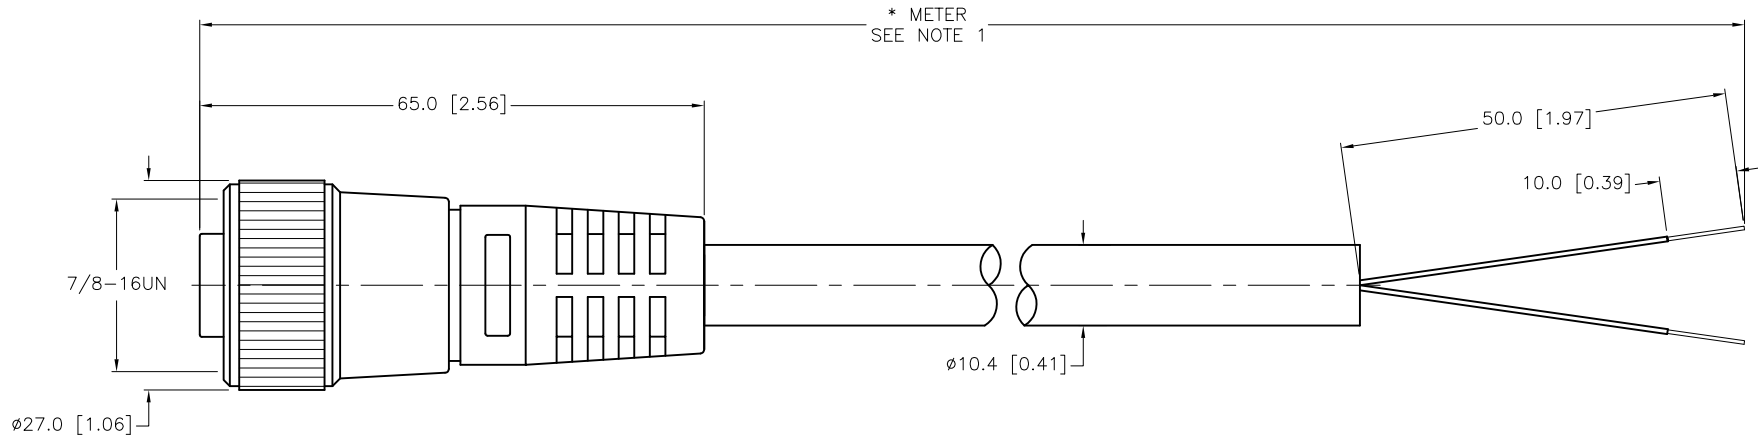 * METER
SEE NOTE 1
65.0 [2.56]
50.0 [1.97]
10.0 [0.39]
7/8-16UN
ø10.4 [0.41]
ø27.0 [1.06]